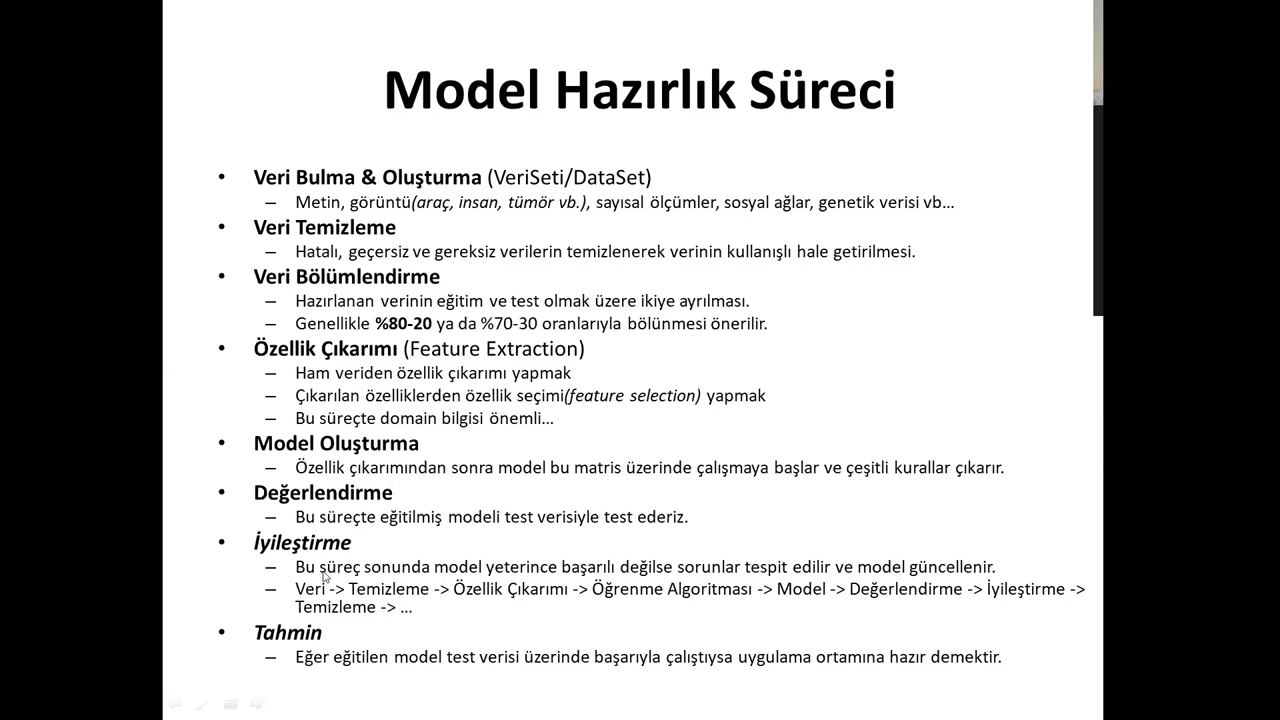 Model Hazırlık Süreci
• Veri Bulma & Oluşturma (VeriSeti/DataSet)
– Metin, görüntü(araç, insan, tümör vb.), sayısal ölçümler, sosyal ağlar, genetik verisi vb...
• Veri Temizleme
– Hatalı, geçersiz ve gereksiz verilerin temizlenerek verinin kullanışlı hale getirilmesi.
• Veri Bölümlendirme
– Hazırlanan verinin eğitim ve test olmak üzere ikiye ayrılması.
– Genellikle %80-20 ya da %70-30 oranlarıyla bölünmesi önerilir.
• Özellik Çıkarımı (Feature Extraction)
– Ham veriden özellik çıkarımı yapmak
– Çıkarılan özelliklerden özellik seçimi(feature selection) yapmak
– Bu süreçte domain bilgisi önemli...
• Model Oluşturma
– Özellik çıkarımından sonra model bu matris üzerinde çalışmaya başlar ve çeşitli kurallar çıkarır.
• Değerlendirme
– Bu süreçte eğitilmiş modeli test verisiyle test ederiz.
• İyileştirme
– Bu süreç sonunda model yeterince başarılı değilse sorunlar tespit edilir ve model güncellenir.
– Veri -> Temizleme -> Özellik Çıkarımı -> Öğrenme Algoritması -> Model -> Değerlendirme -> İyileştirme ->
Temizleme -> ...
• Tahmin
– Eğer eğitilen model test verisi üzerinde başarıyla çalıştıysa uygulama ortamına hazır demektir.